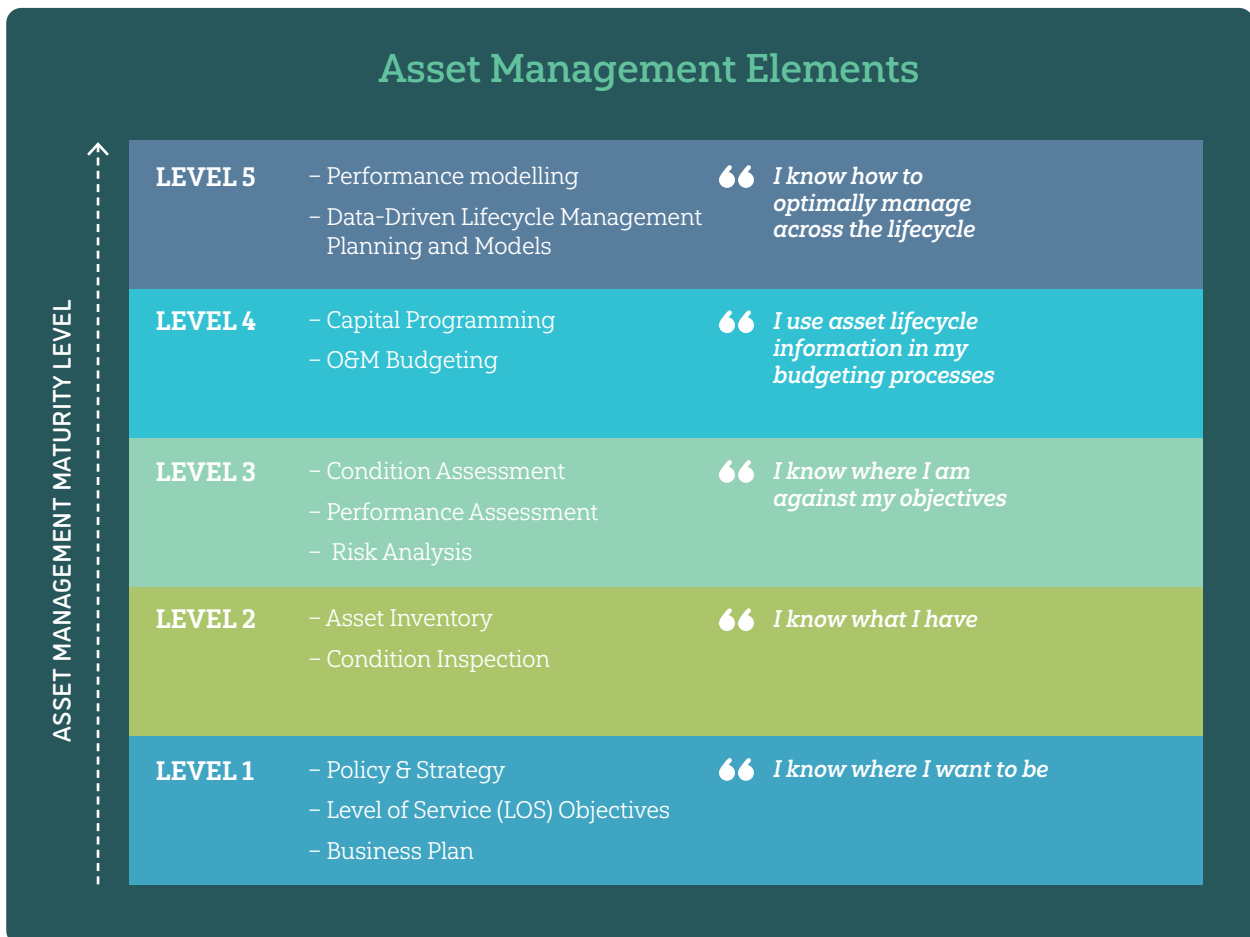 Asset Management Elements
ASSET MANAGEMENT MATURITY LEVEL
LEVEL 5
– Performance modelling
– Data-Driven Lifecycle Management
Planning and Models
“ I know how to
optimally manage
across the lifecycle
LEVEL 4
– Capital Programming
– O&M Budgeting
“ I use asset lifecycle
information in my
budgeting processes
LEVEL 3
– Condition Assessment
– Performance Assessment
– Risk Analysis
“ I know where I am
against my objectives
LEVEL 2
– Asset Inventory
– Condition Inspection
“ I know what I have
LEVEL 1
– Policy & Strategy
– Level of Service (LOS) Objectives
– Business Plan
“ I know where I want to be